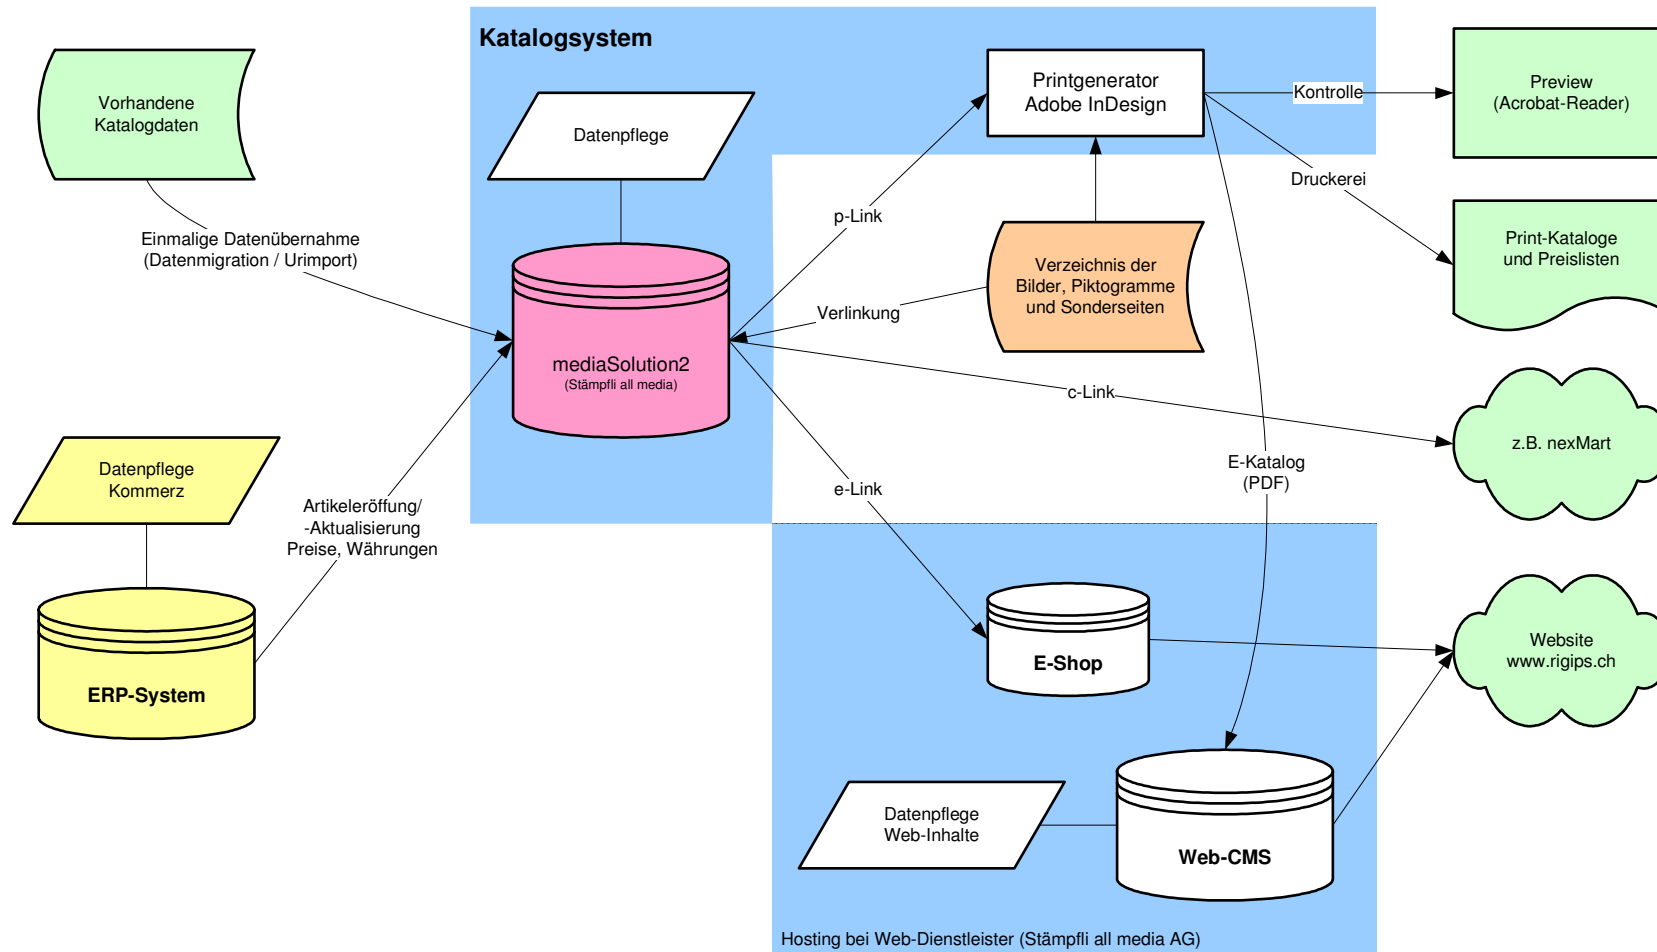 Katalogsystem
Vorhandene
Katalogdaten
Datenpflege
Printgenerator
Adobe InDesign
Kontrolle
Preview
(Acrobat-Reader)
Druckerei
p-Link
Einmalige Datenübernahme
(Datenmigration / Urimport)
Verzeichnis der
Bilder, Piktogramme
und Sonderseiten
Print-Kataloge
und Preislisten
Verlinkung
mediaSolution2
(Stämpfli all media)
c-Link
z.B. nexMart
Datenpflege
Kommerz
Artikeleröffung/
-Aktualisierung
Preise, Währungen
e-Link
E-Katalog
(PDF)
ERP-System
E-Shop
Website
www.rigips.ch
Datenpflege
Web-Inhalte
Web-CMS
Hosting bei Web-Dienstleister (Stämpfli all media AG)